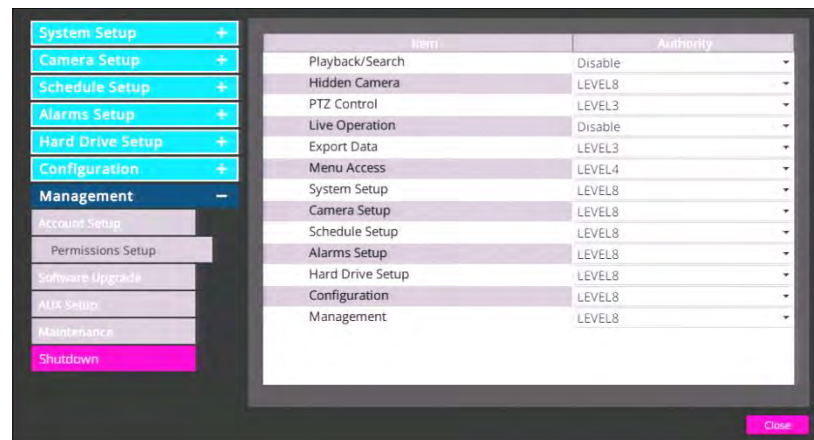 System Setup +
Camera Setup +
Schedule Setup +
Alarms Setup +
Hard Drive Setup +
Configuration +
Management –
Account Setup
Permissions Setup
Software Upgrade
AUX Setup
Maintenance
Shutdown
Item Authority
Playback/Search Disable
Hidden Camera LEVEL8
PTZ Control LEVEL3
Live Operation Disable
Export Data LEVEL3
Menu Access LEVEL4
System Setup LEVEL8
Camera Setup LEVEL8
Schedule Setup LEVEL8
Alarms Setup LEVEL8
Hard Drive Setup LEVEL8
Configuration LEVEL8
Management LEVEL8
Close